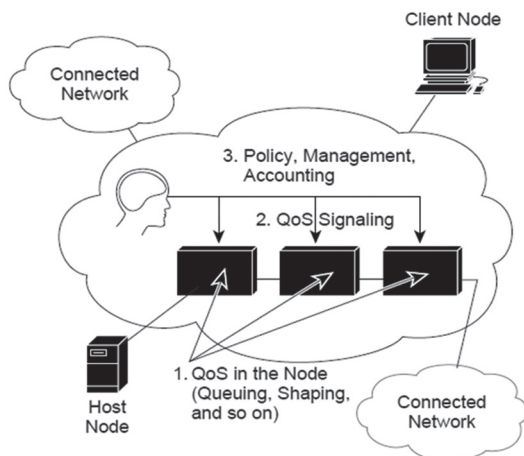 Client Node
Connected
Network
3. Policy, Management,
Accounting
2. QoS Signaling
1. QoS in the Node
(Queuing, Shaping,
and so on)
Host
Node
Connected
Network